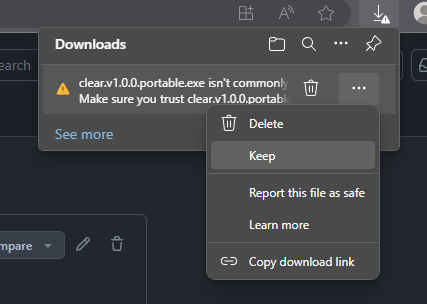 Downloads
earch
clear.v1.0.0.portable.exe isn't commonly
Make sure you trust clear.v1.0.0.portable
See more
Delete
Keep
Report this file as safe
Learn more
Copy download link
mpare